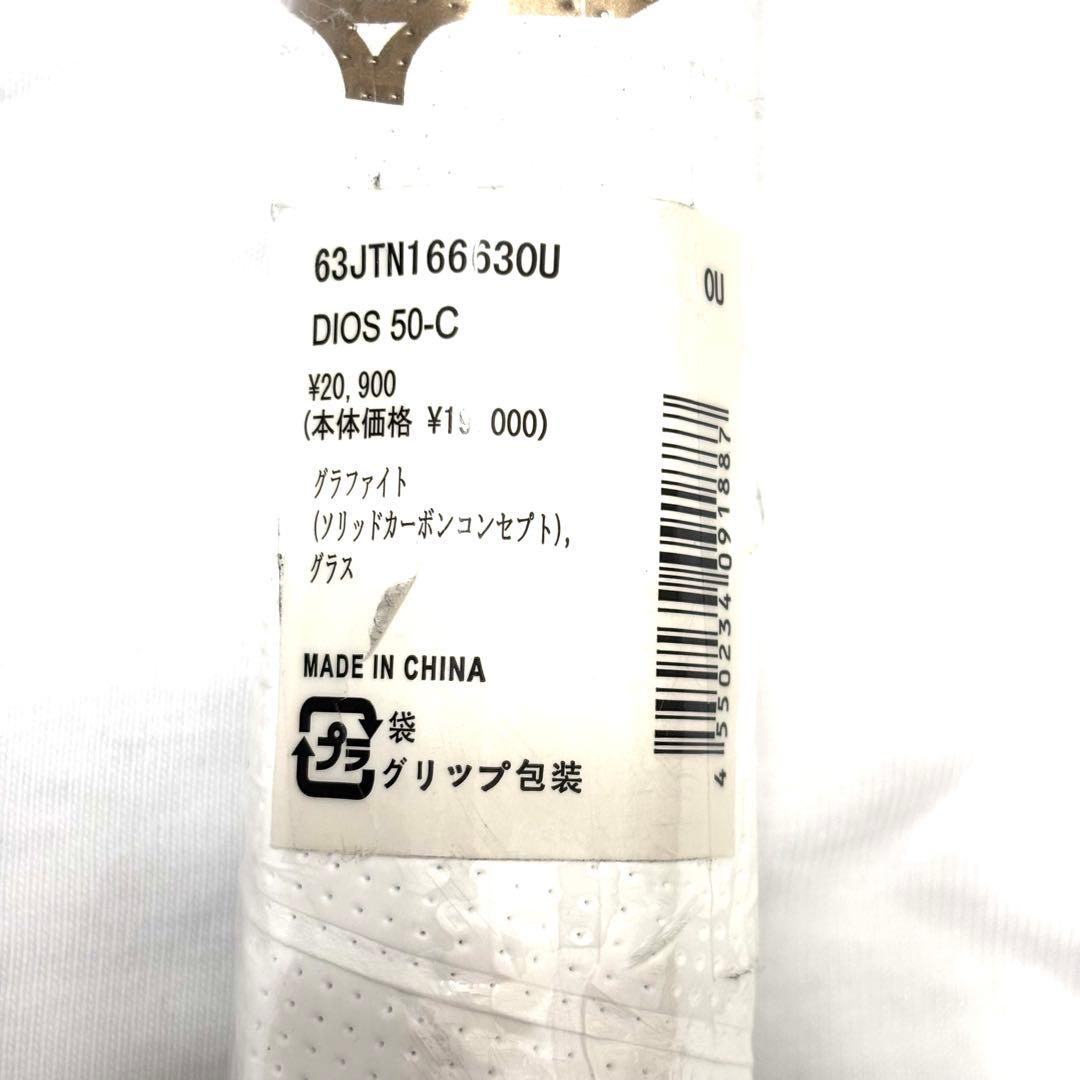 63JTN166630U
DIOS 50-C
¥20,900
(本体価格 ¥19,000)
グラファイト
(ソリッドカーボンコンセプト),
グラス
MADE IN CHINA
プラ
袋
グリップ包装
0U
4550234091887